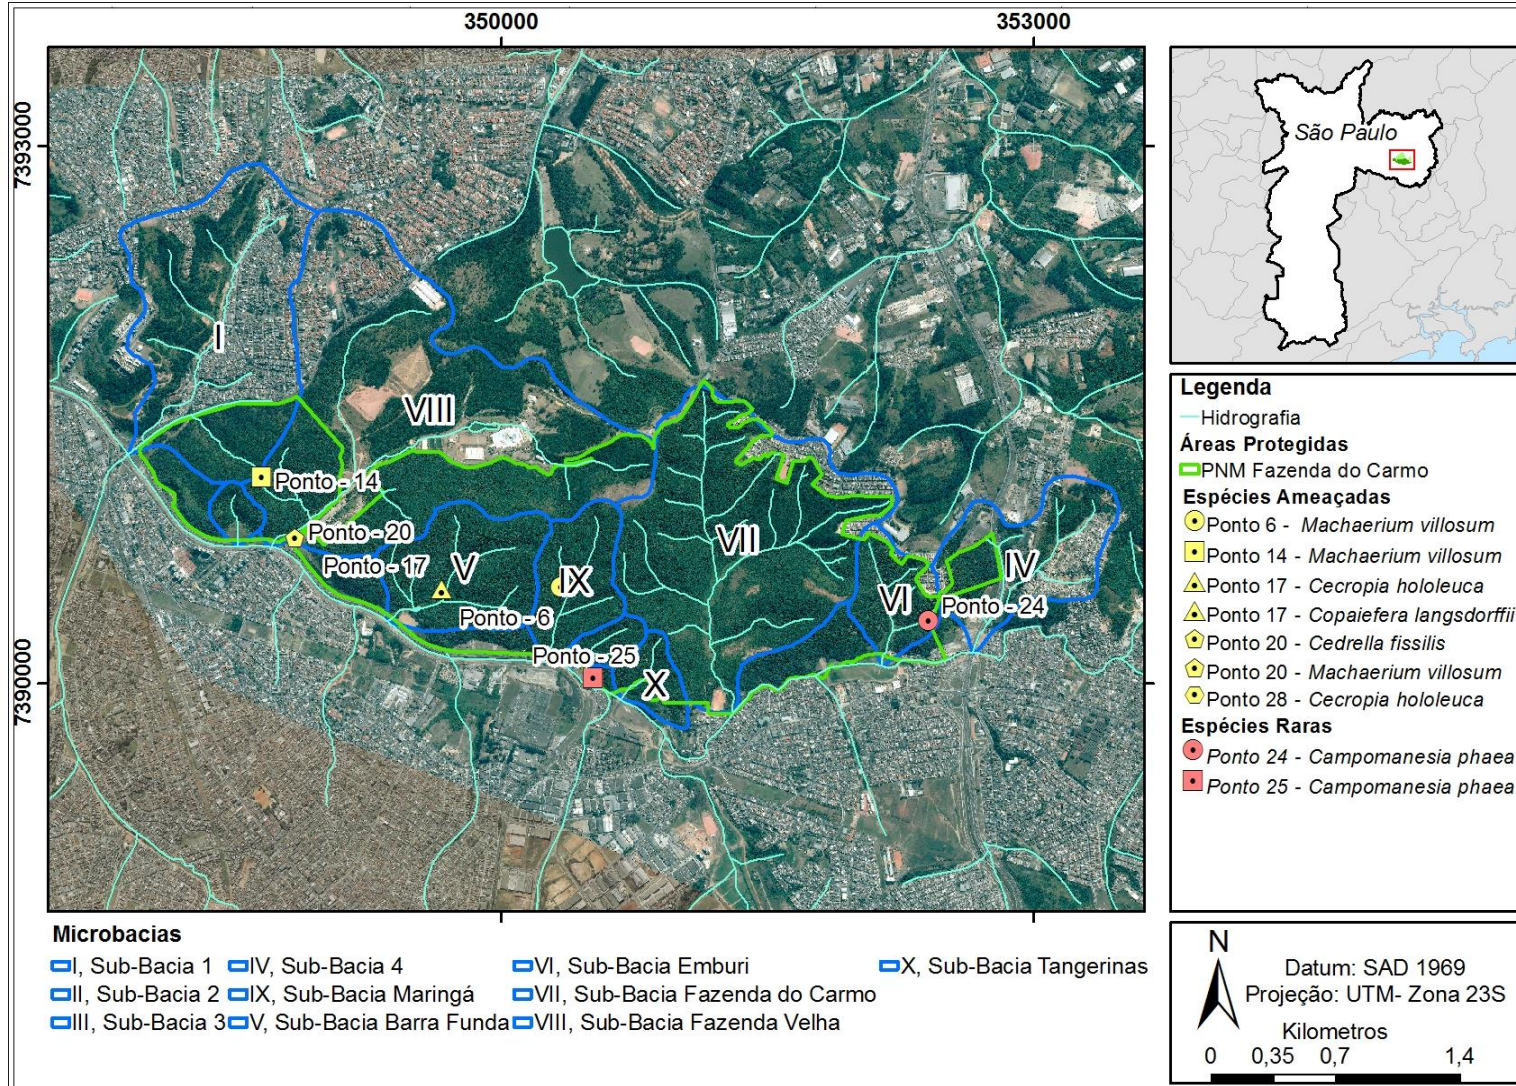 350000
353000
7393000
7390000
I
VIII
Ponto - 14
Ponto - 20
Ponto - 17
V
IX
VII
VI
IV
Ponto - 24
Ponto - 6
Ponto - 25
X
São Paulo
Legenda
Hidrografia
Áreas Protegidas
PNM Fazenda do Carmo
Espécies Ameaçadas
Ponto 6 - Machaerium villosum
Ponto 14 - Machaerium villosum
Ponto 17 - Cecropia hololeuca
Ponto 17 - Copaiefera langsdorffii
Ponto 20 - Cedrella fissilis
Ponto 20 - Machaerium villosum
Ponto 28 - Cecropia hololeuca
Espécies Raras
Ponto 24 - Campomanesia phaea
Ponto 25 - Campomanesia phaea
Microbacias
I, Sub-Bacia 1
II, Sub-Bacia 2
III, Sub-Bacia 3
IV, Sub-Bacia 4
IX, Sub-Bacia Maringá
V, Sub-Bacia Barra Funda
VI, Sub-Bacia Emburi
VII, Sub-Bacia Fazenda do Carmo
VIII, Sub-Bacia Fazenda Velha
X, Sub-Bacia Tangerinas
N
Datum: SAD 1969
Projeção: UTM- Zona 23S
Kilometros
0 0,35 0,7 1,4